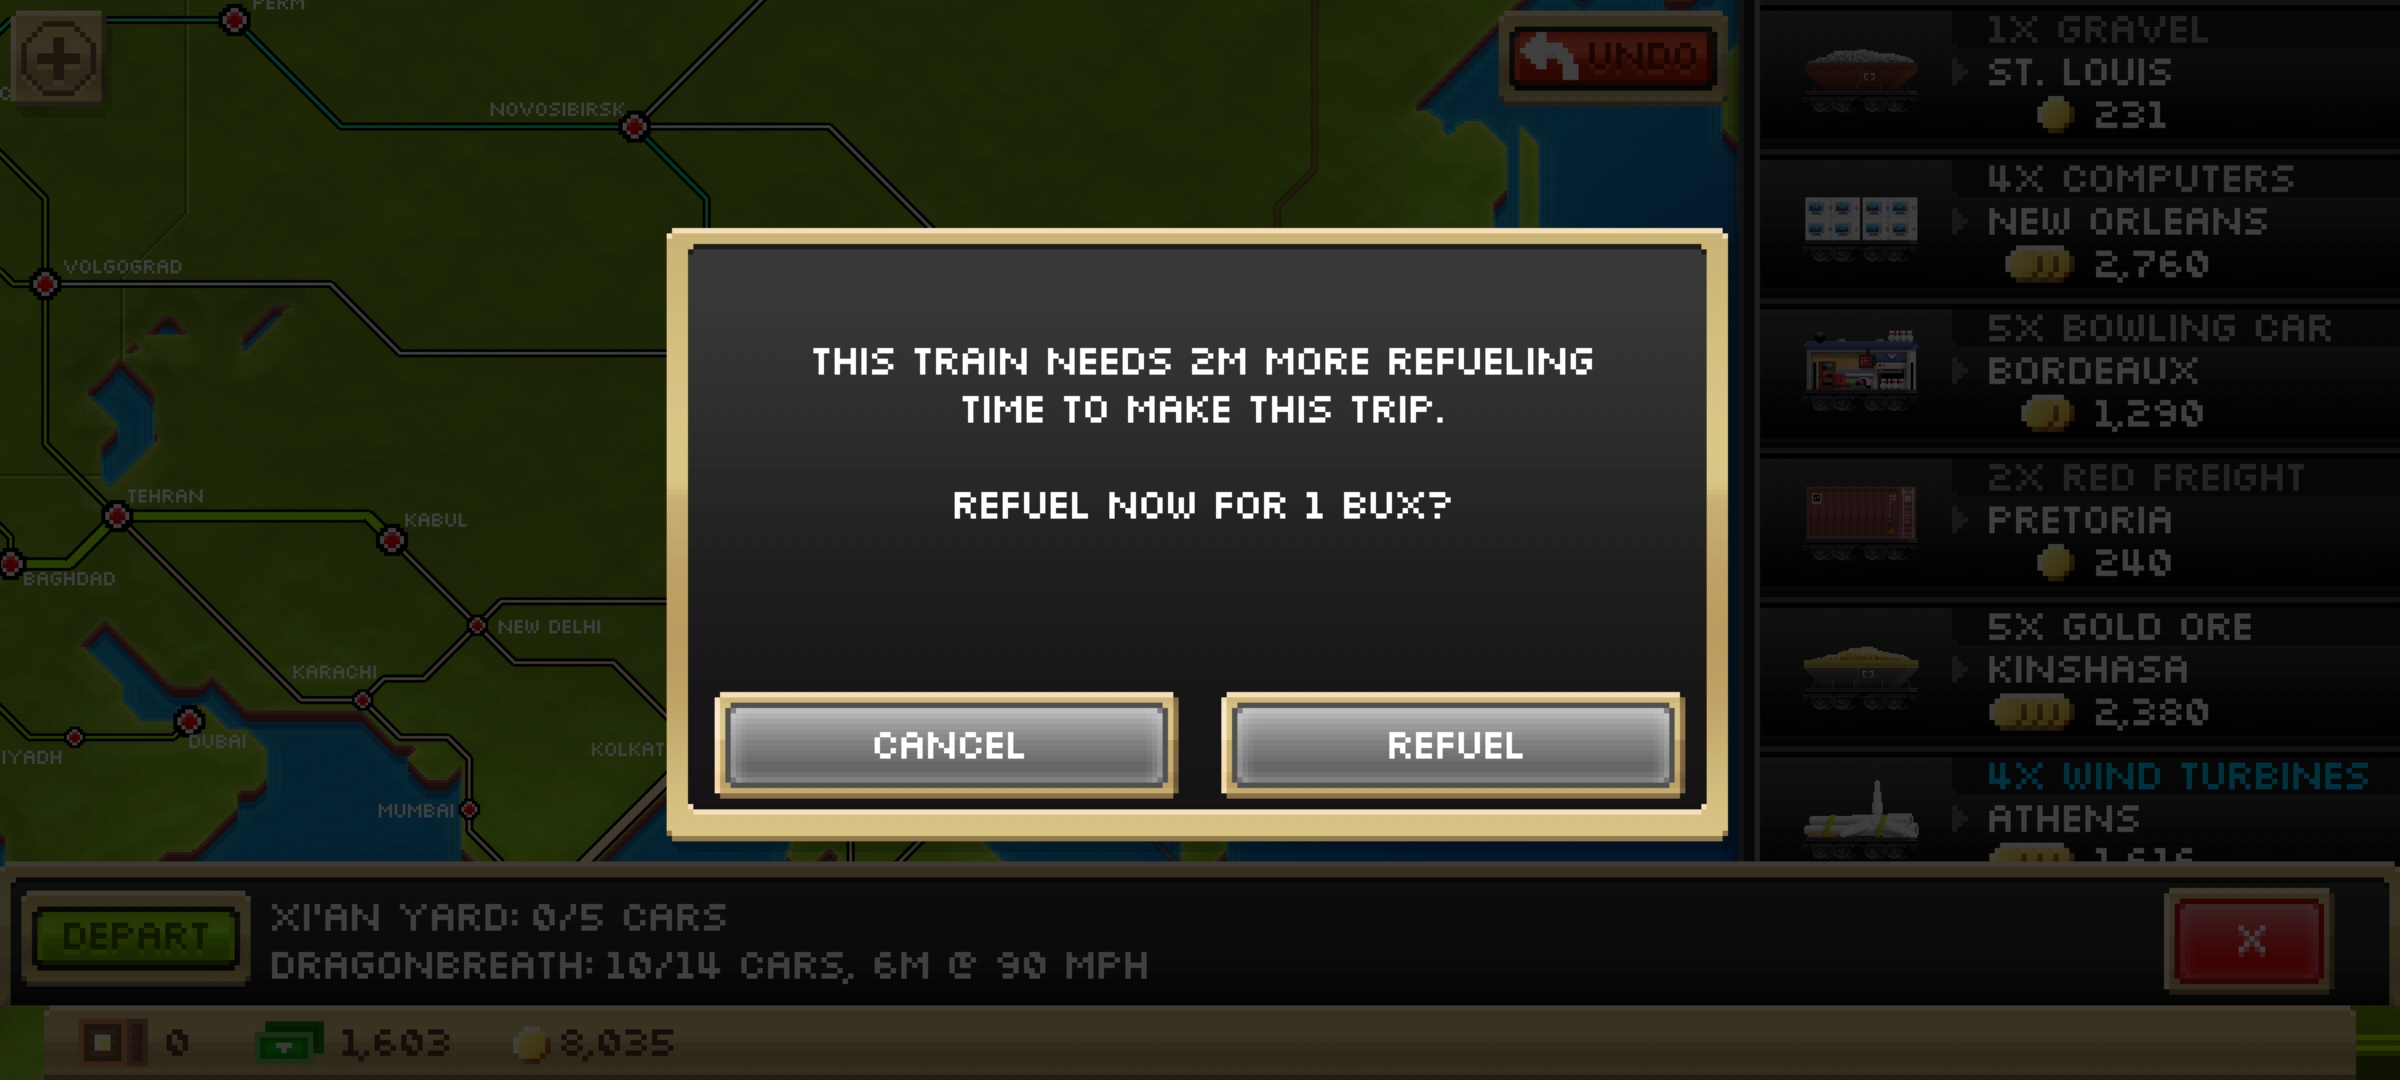 PERM
UNDO
NOVOSIBIRSK
VOLGOGRAD
TEHRAN
KABUL
BAGHDAD
NEW DELHI
KARACHI
DUBAI
IYADH
KOLKAT
MUMBAI
THIS TRAIN NEEDS 2M MORE REFUELING
TIME TO MAKE THIS TRIP.
REFUEL NOW FOR 1 BUX?
CANCEL
REFUEL
1X GRAVEL
ST. LOUIS
231
4X COMPUTERS
NEW ORLEANS
2,760
5X BOWLING CAR
BORDEAUX
1,290
2X RED FREIGHT
PRETORIA
240
5X GOLD ORE
KINSHASA
2,380
4X WIND TURBINES
ATHENS
1,616
DEPART
XI'AN YARD: 0/5 CARS
DRAGONBREATH: 10/14 CARS, 6M @ 90 MPH
X
0
1,603
8,035